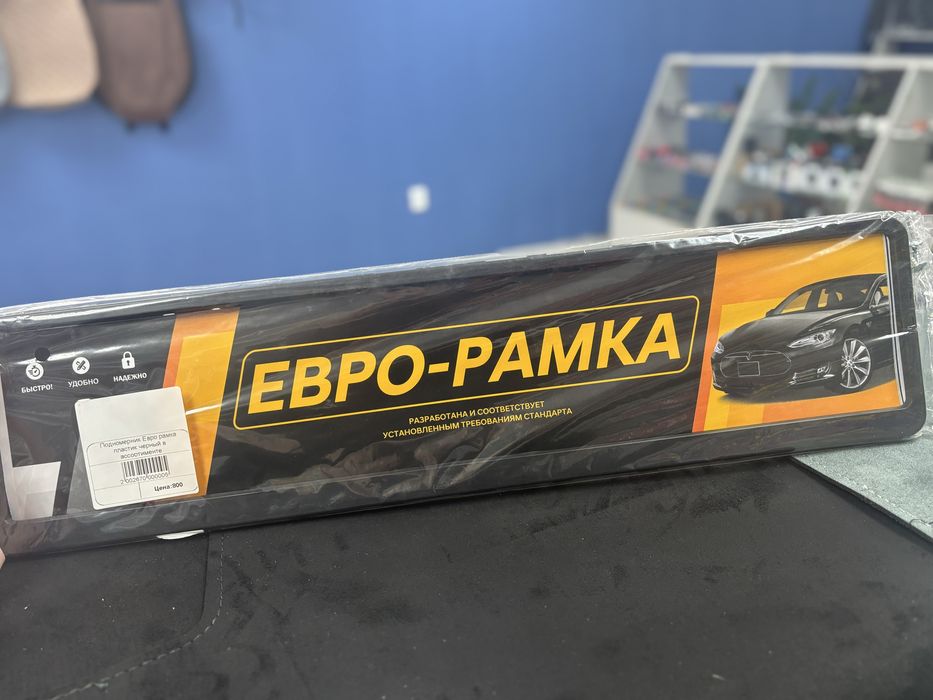 БЫСТРО!
УДОБНО
НАДЕЖНО
ЕВРО-РАМКА
РАЗРАБОТАНА И СООТВЕТСТВУЕТ
УСТАНОВЛЕННЫМ ТРЕБОВАНИЯМ СТАНДАРТА
Подномерник Евро рамка
пластик черный в
ассортименте
Цена:800